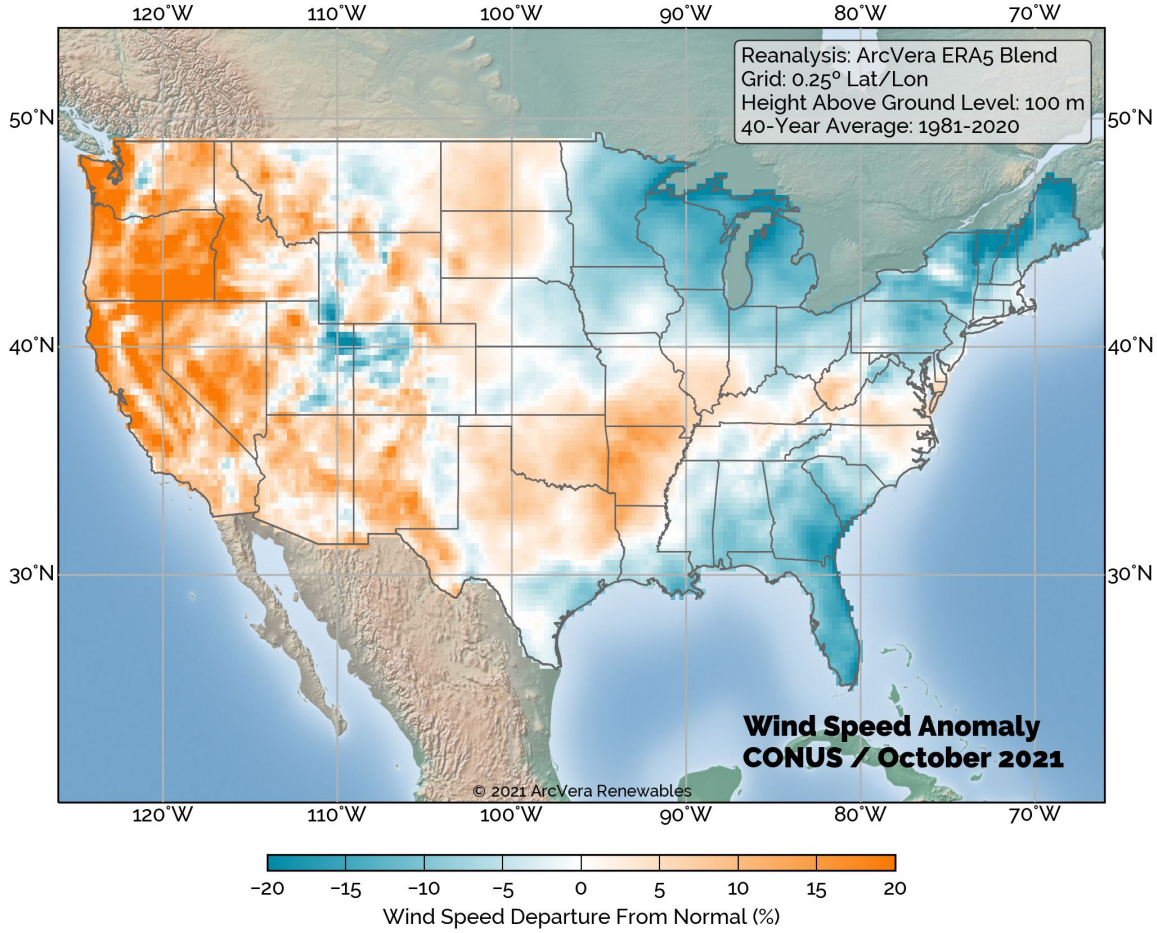 120°W 110°W 100°W 90°W 80°W 70°W
Reanalysis: ArcVera ERA5 Blend
Grid: 0.25º Lat/Lon
Height Above Ground Level: 100 m
40-Year Average: 1981-2020
50°N 50°N
40°N 40°N
30°N 30°N
Wind Speed Anomaly
CONUS / October 2021
© 2021 ArcVera Renewables
120°W 110°W 100°W 90°W 80°W 70°W
−20 −15 −10 −5 0 5 10 15 20
Wind Speed Departure From Normal (%)